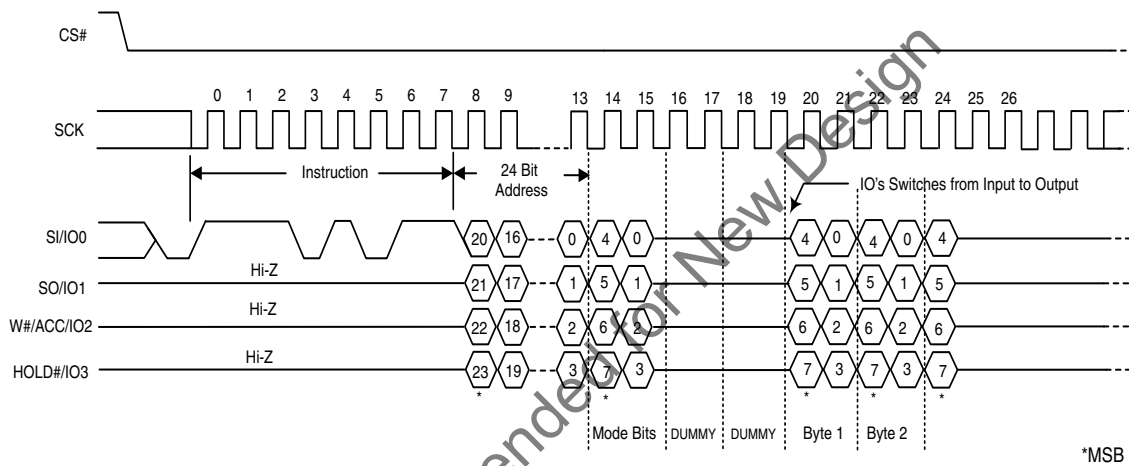 CS#
0 1 2 3 4 5 6 7 8 9 13 14 15 16 17 18 19 20 21 22 23 24 25 26
SCK
Instruction
24 Bit
Address
IO's Switches from Input to Output
SI/IO0 20 16 0 4 0 4 0 4 0 4
Hi-Z
SO/IO1 21 17 1 5 1 5 1 5 1 5
Hi-Z
W#/ACC/IO2 22 18 2 6 2 6 2 6 2 6
Hi-Z
HOLD#/IO3 23 19 3 7 3 7 3 7 3 7
* * * * *
Mode Bits DUMMY DUMMY Byte 1 Byte 2
*MSB
ended for New Design